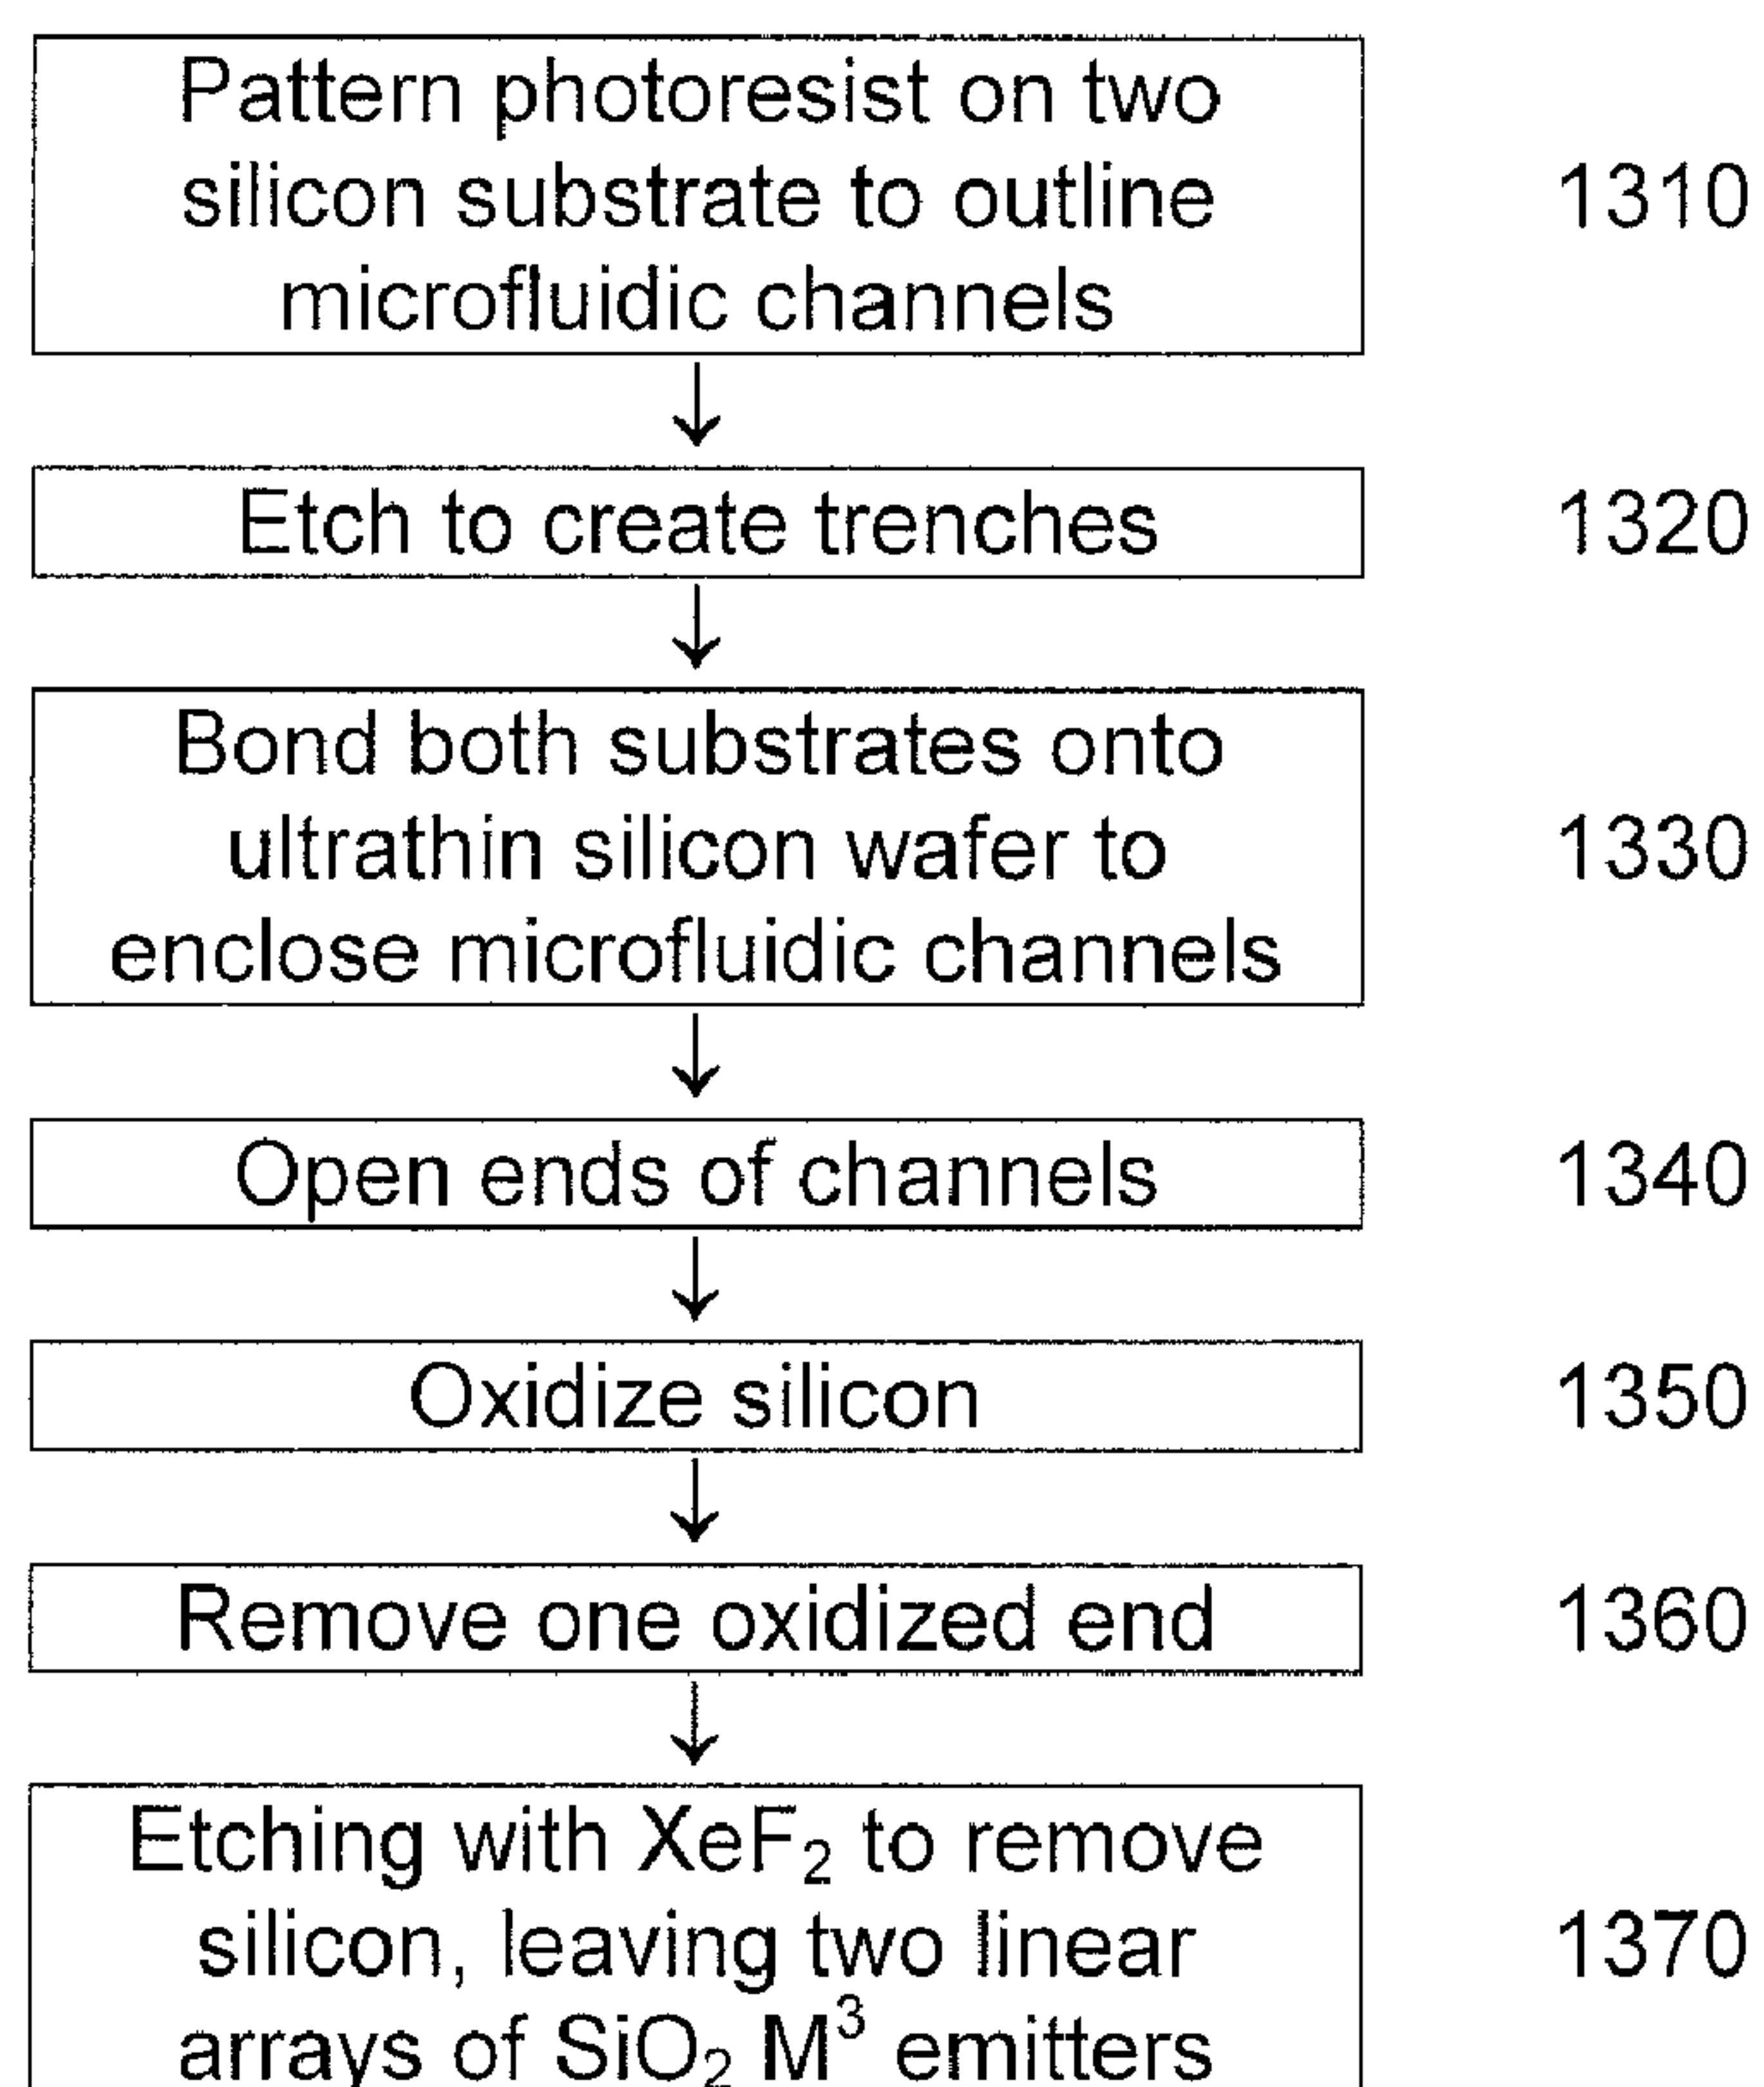 Pattern photoresist on two
silicon substrate to outline
microfluidic channels
1310
Etch to create trenches
1320
Bond both substrates onto
ultrathin silicon wafer to
enclose microfluidic channels
1330
Open ends of channels
1340
Oxidize silicon
1350
Remove one oxidized end
1360
Etching with XeF₂ to remove
silicon, leaving two linear
arrays of SiO₂ M³ emitters
1370